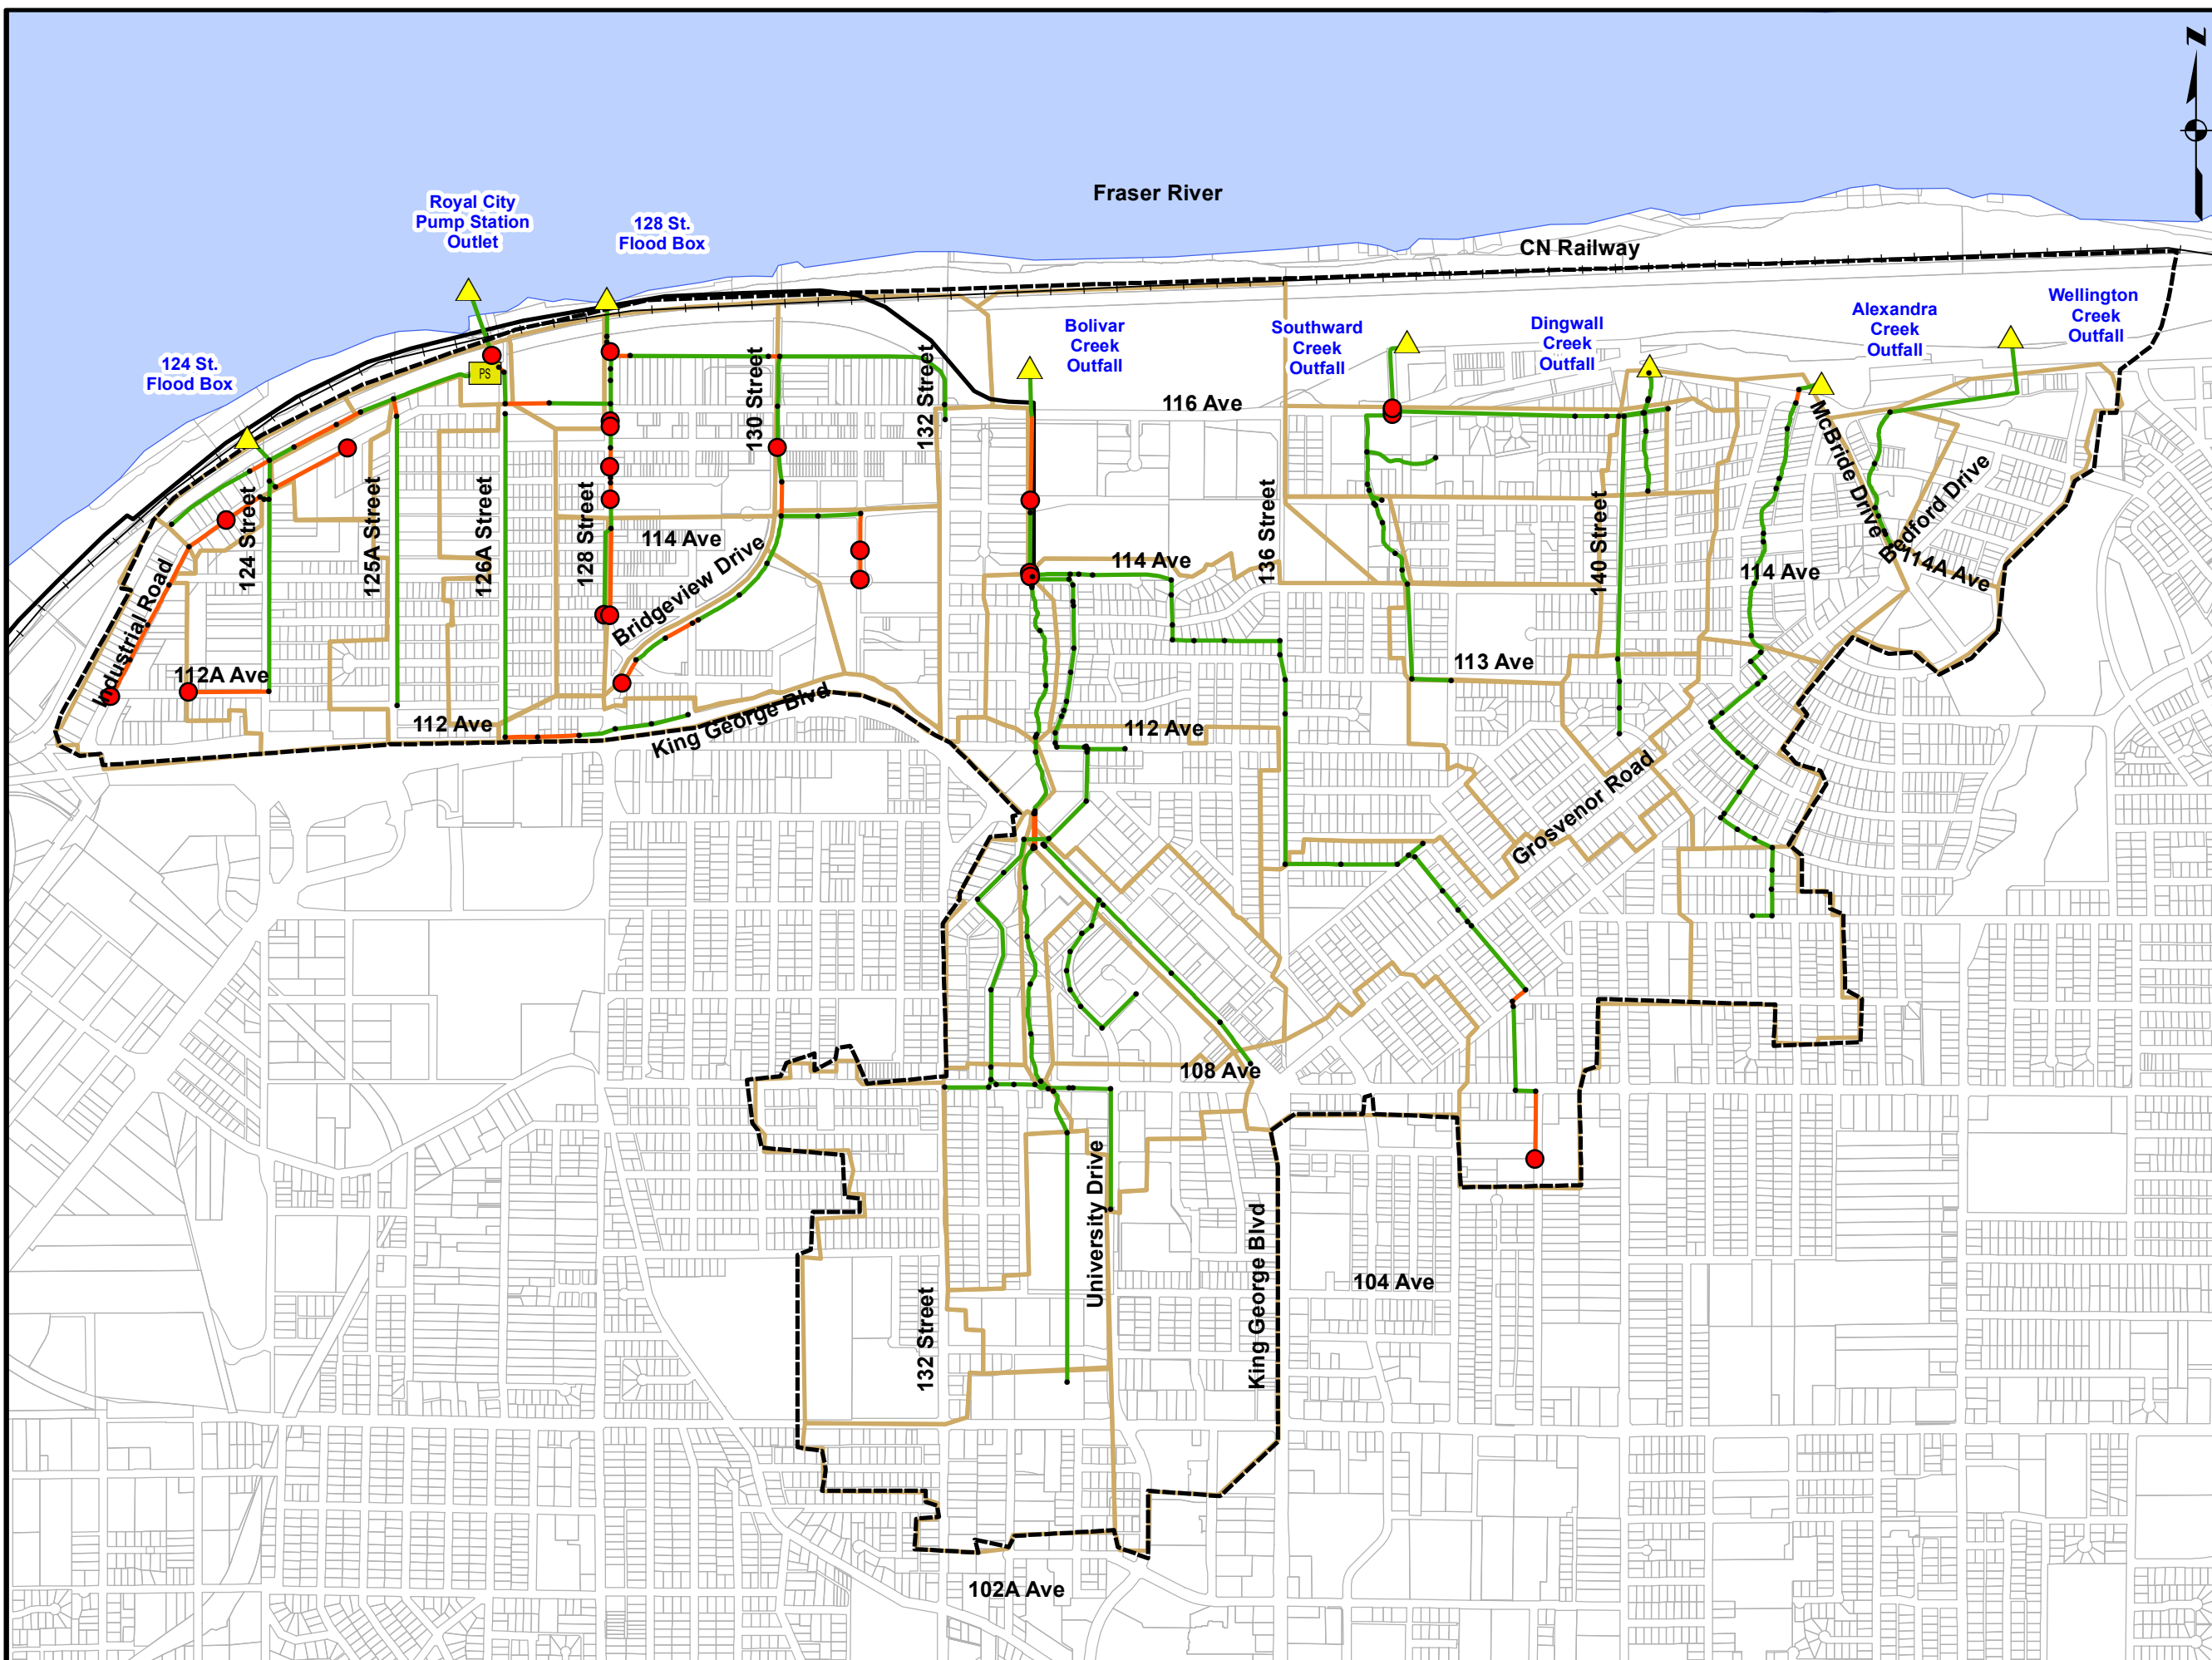 Z
Fraser River
Royal City
Pump Station
Outlet
128 St.
Flood Box
CN Railway
Wellington
Creek
Outfall
Alexandra
Creek
Outfall
Bolivar
Creek
Outfall
Southward
Creek
Outfall
Dingwall
Creek
Outfall
124 St.
Flood Box
PS
116 Ave
132 Street
130 Street
McBride Drive
Bedford Drive
114A Ave
124 Street
125A Street
126A Street
128 Street
114 Ave
Bridgeview Drive
114 Ave
136 Street
140 Street
114 Ave
Industrial Road
112A Ave
113 Ave
112 Ave
King George Blvd
112 Ave
Grosvenor Road
108 Ave
University Drive
King George Blvd
104 Ave
132 Street
102A Ave